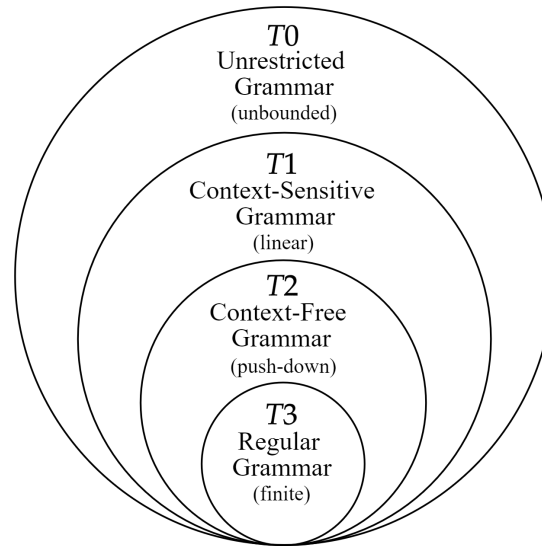 T0
Unrestricted
Grammar
(unbounded)
T1
Context-Sensitive
Grammar
(linear)
T2
Context-Free
Grammar
(push-down)
T3
Regular
Grammar
(finite)